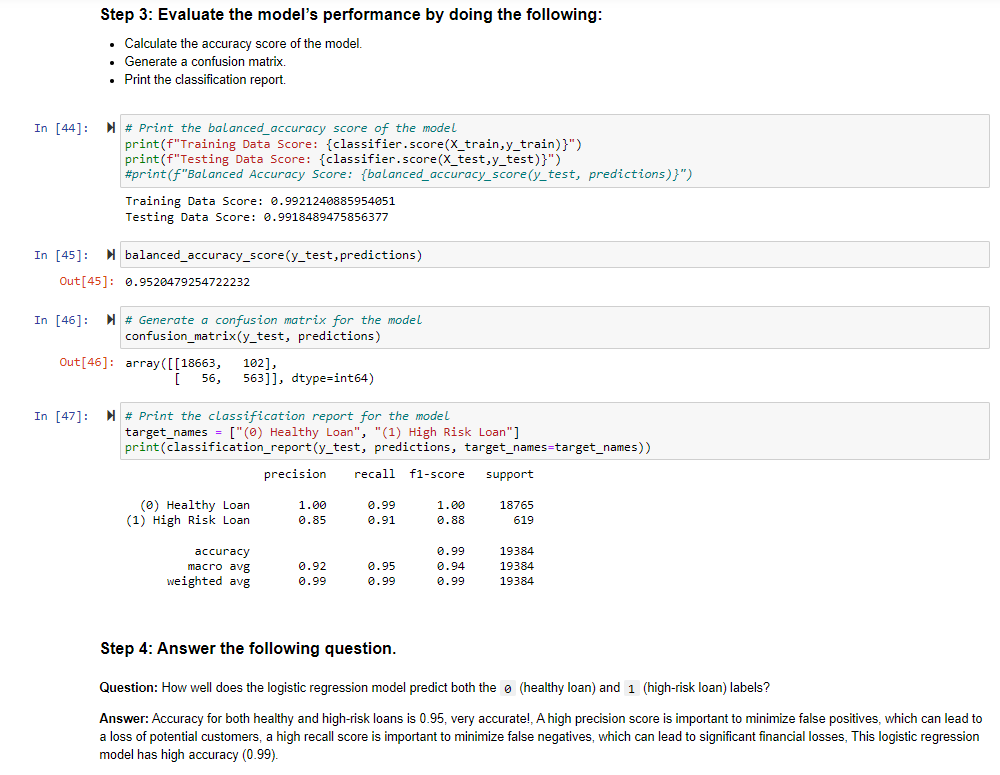 Step 3: Evaluate the model’s performance by doing the following:
• Calculate the accuracy score of the model.
• Generate a confusion matrix.
• Print the classification report.
In [44]: # Print the balanced_accuracy score of the model
print(f"Training Data Score: {classifier.score(X_train,y_train)}")
print(f"Testing Data Score: {classifier.score(X_test,y_test)}")
#print(f"Balanced Accuracy Score: {balanced_accuracy_score(y_test, predictions)}")
Training Data Score: 0.9921240885954051
Testing Data Score: 0.9918489475856377
In [45]: balanced_accuracy_score(y_test,predictions)
Out[45]: 0.9520479254722232
In [46]: # Generate a confusion matrix for the model
confusion_matrix(y_test, predictions)
Out[46]: array([[18663, 102],
[ 56, 563]], dtype=int64)
In [47]: # Print the classification report for the model
target_names = ["(0) Healthy Loan", "(1) High Risk Loan"]
print(classification_report(y_test, predictions, target_names=target_names))
precision recall f1-score support
(0) Healthy Loan 1.00 0.99 1.00 18765
(1) High Risk Loan 0.85 0.91 0.88 619
accuracy 0.99 19384
macro avg 0.92 0.95 0.94 19384
weighted avg 0.99 0.99 0.99 19384
Step 4: Answer the following question.
Question: How well does the logistic regression model predict both the 0 (healthy loan) and 1 (high-risk loan) labels?
Answer: Accuracy for both healthy and high-risk loans is 0.95, very accurate!, A high precision score is important to minimize false positives, which can lead to
a loss of potential customers, a high recall score is important to minimize false negatives, which can lead to significant financial losses, This logistic regression
model has high accuracy (0.99).